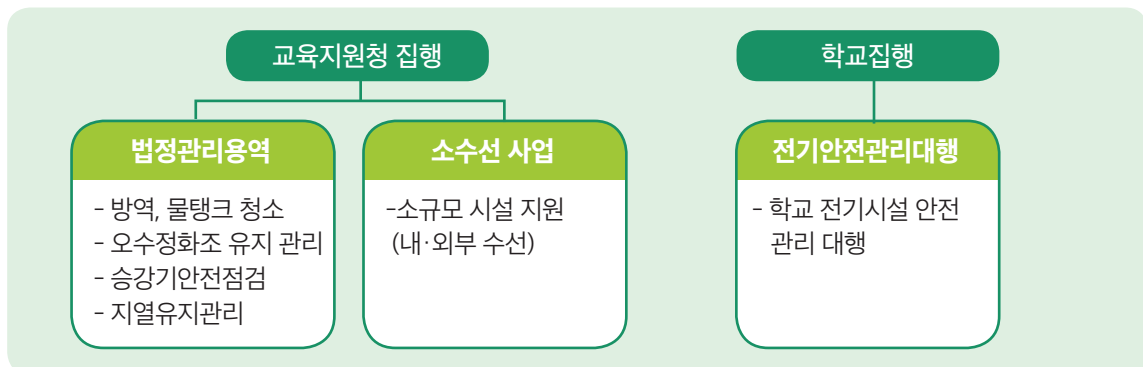 교육지원청 집행
법정관리용역
- 방역, 물탱크 청소
- 오수정화조 유지 관리
- 승강기안전점검
- 지열유지관리
소수선 사업
-소규모 시설 지원
(내·외부 수선)
학교집행
전기안전관리대행
- 학교 전기시설 안전
관리 대행